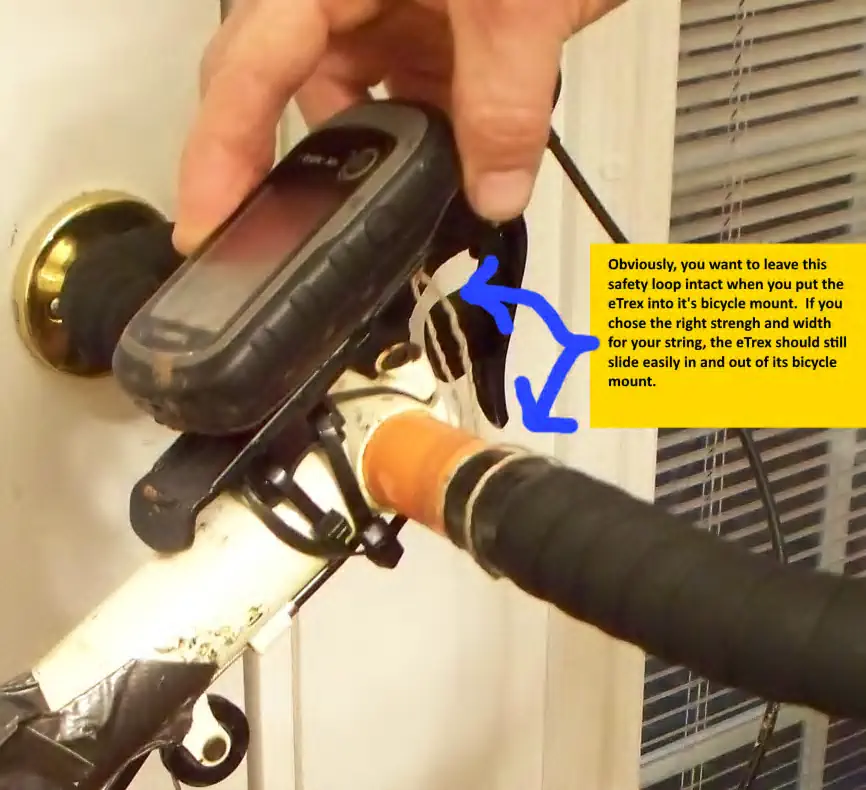 Obviously, you want to leave this
safety loop intact when you put the
eTrex into it's bicycle mount.  If you
chose the right strengh and width
for your string, the eTrex should still
slide easily in and out of its bicycle
mount.